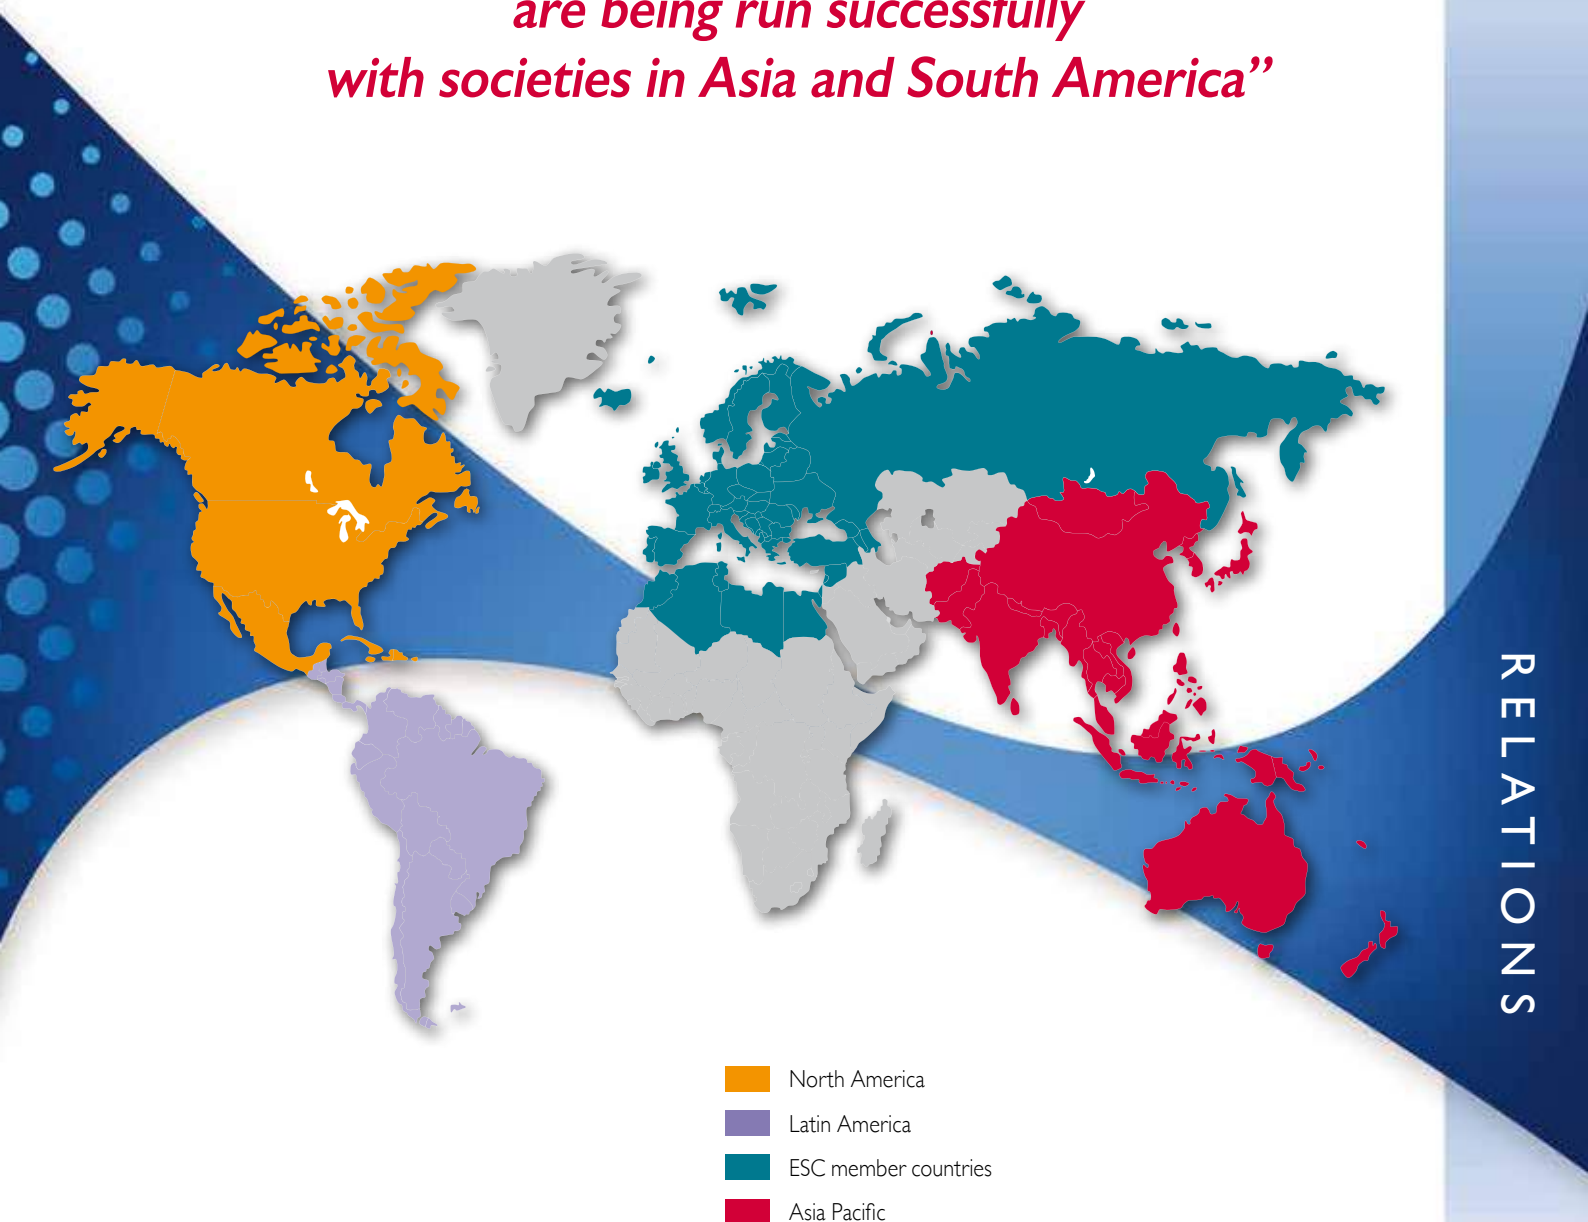 are being run successfully
with societies in Asia and South America”
RELATIONS
North America
Latin America
ESC member countries
Asia Pacific